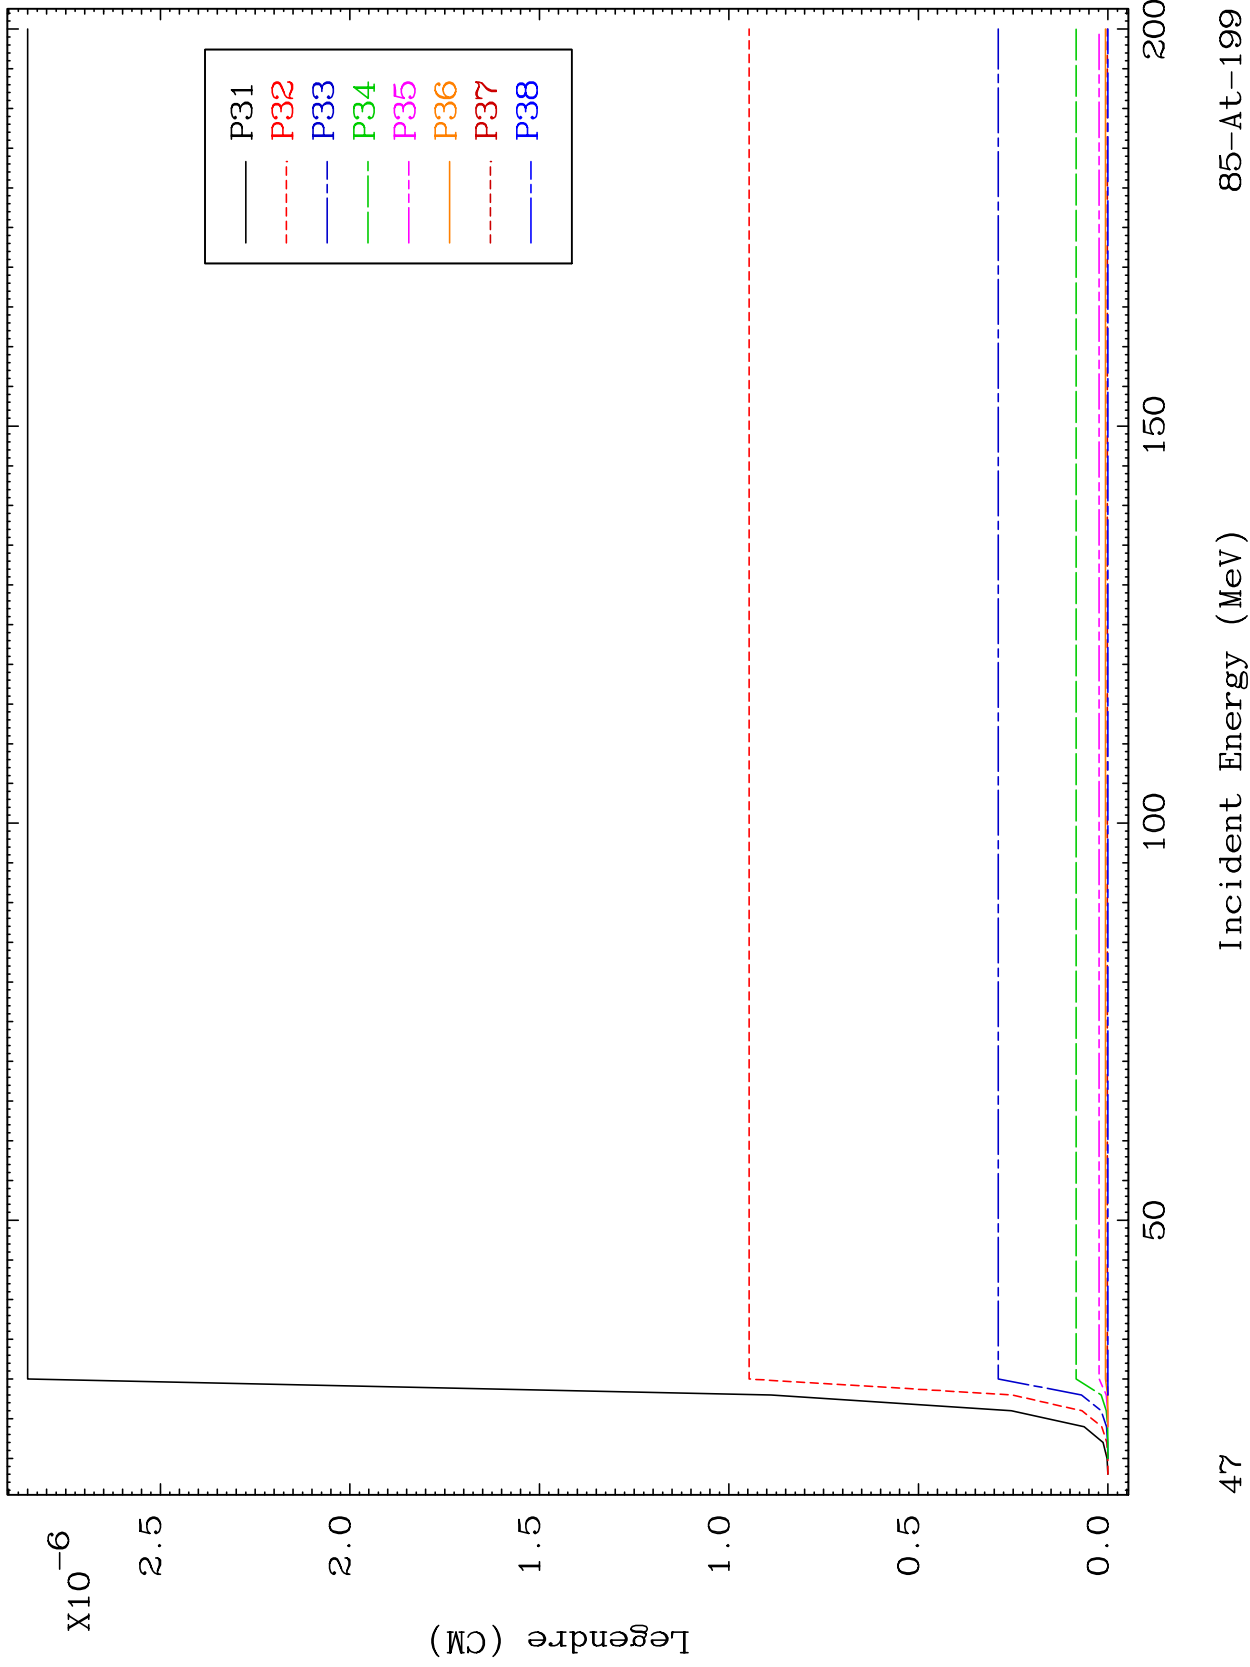 X10-6
2.5
2.0
1.5
1.0
0.5
0.0
Legendre (CM)
P31
P32
P33
P34
P35
P36
P37
P38
50
100
150
200
Incident Energy (MeV)
47
85-At-199